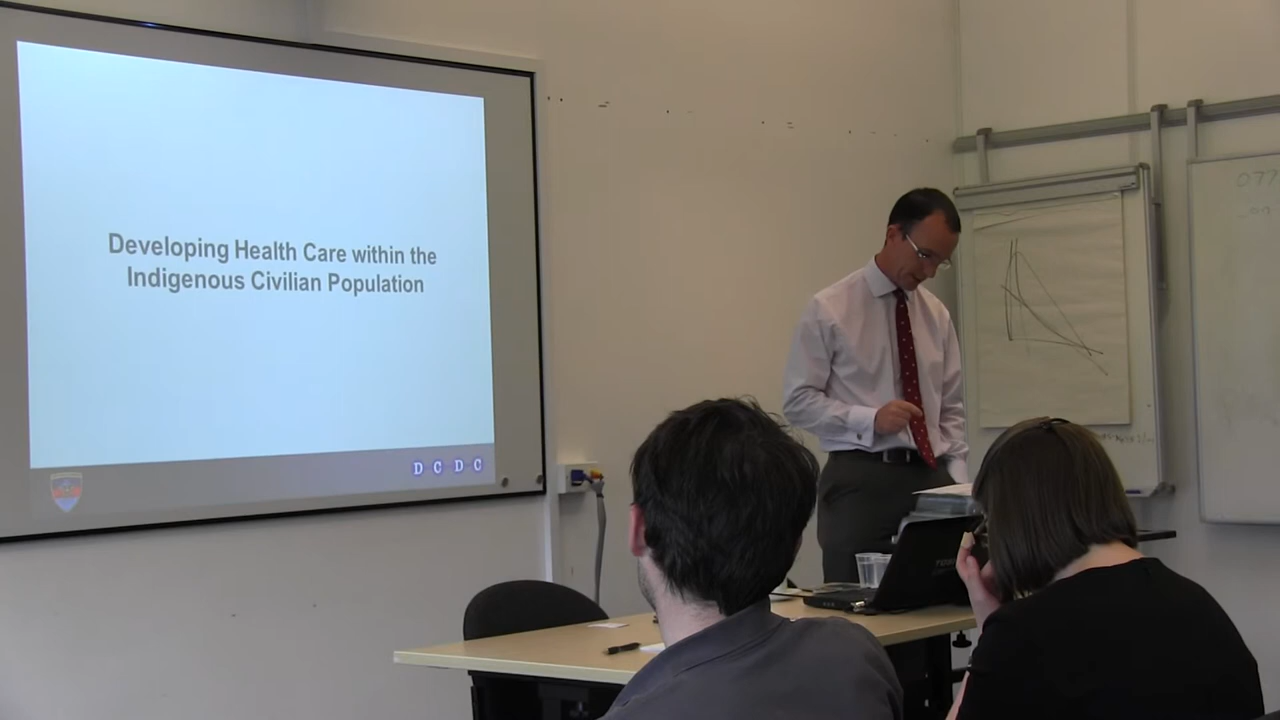 Developing Health Care within the
Indigenous Civilian Population
D C D C